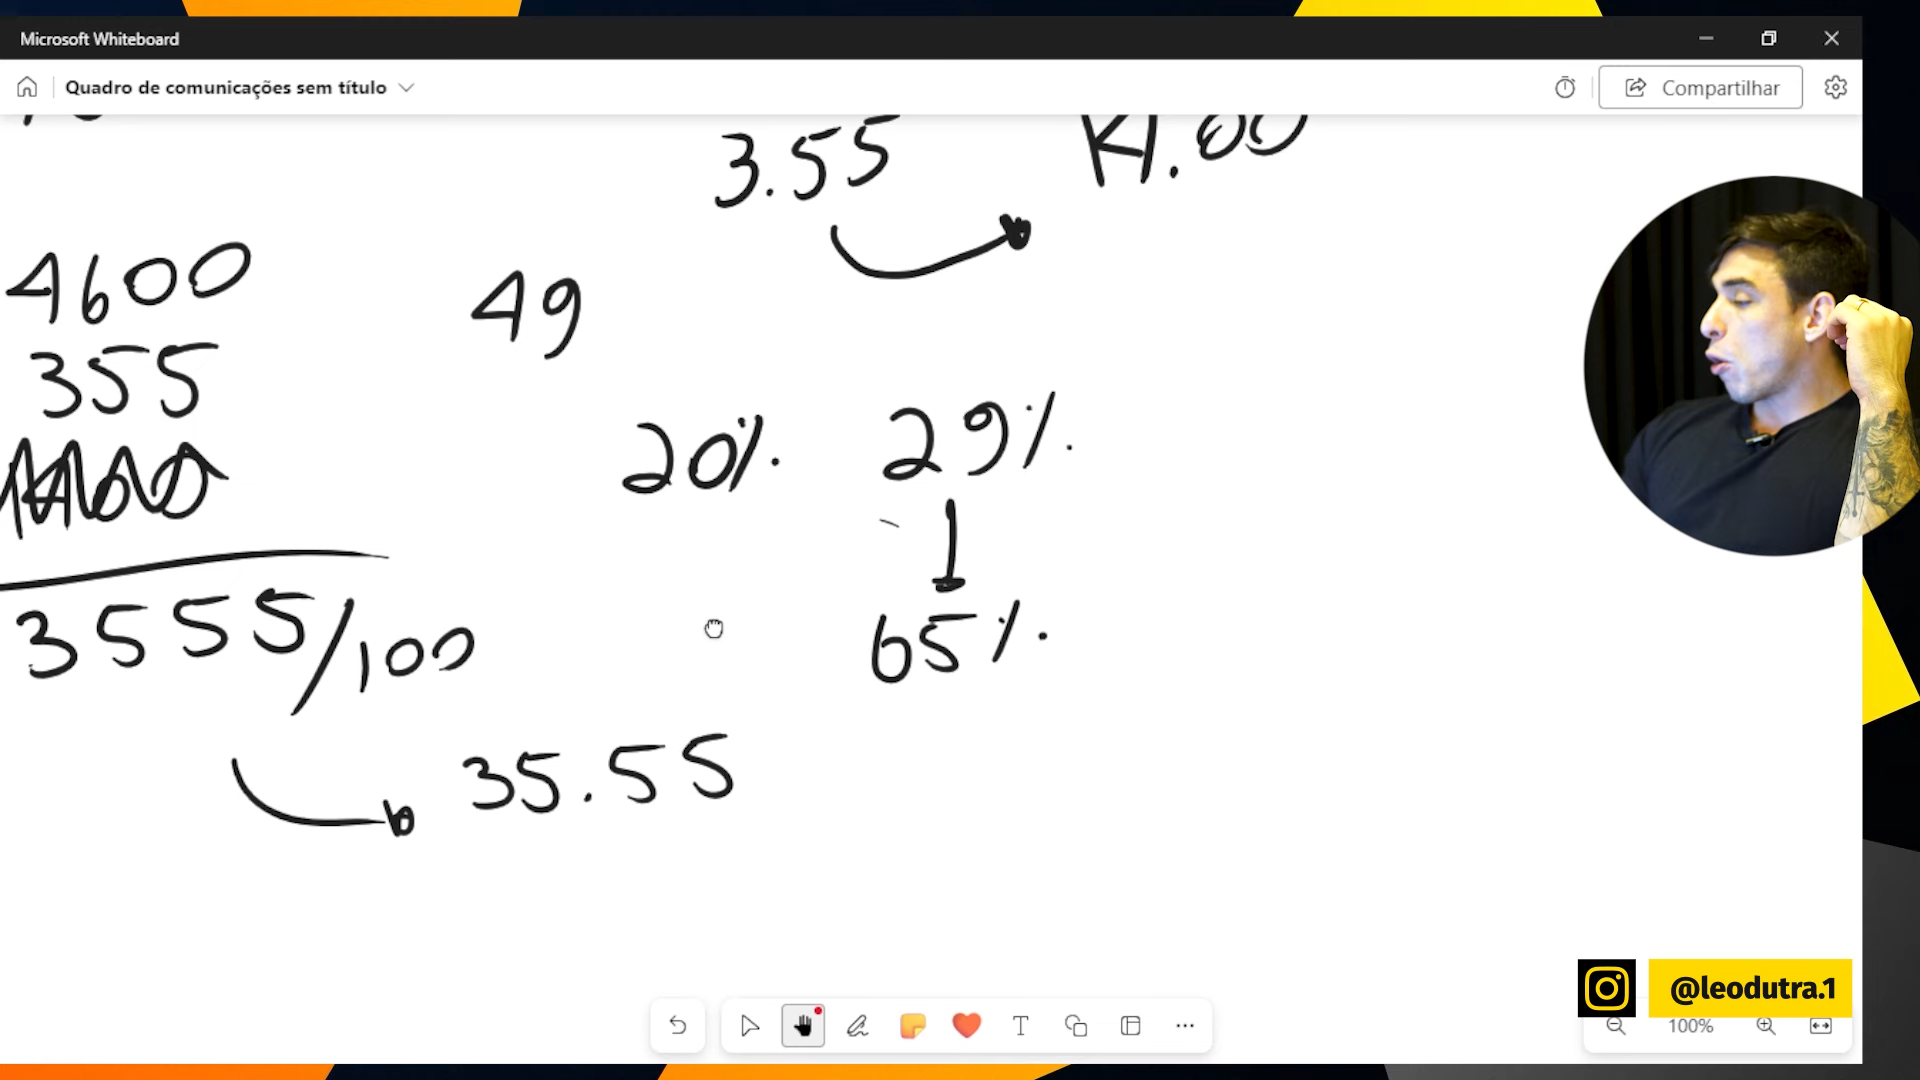 Microsoft Whiteboard
Quadro de comunicações sem título
Compartilhar
3.55
4600
49
355
20%. 29%.
3555/100
65%.
35.55
@leodutra.1
T
100%